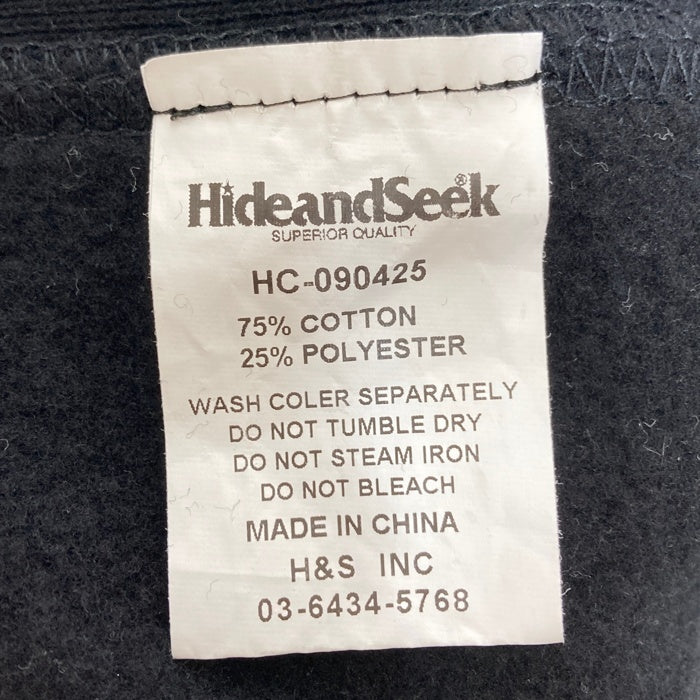 HideandSeek®
SUPERIOR QUALITY
HC-090425
75% COTTON
25% POLYESTER
WASH COLER SEPARATELY
DO NOT TUMBLE DRY
DO NOT STEAM IRON
DO NOT BLEACH
MADE IN CHINA
H&S INC
03-6434-5768